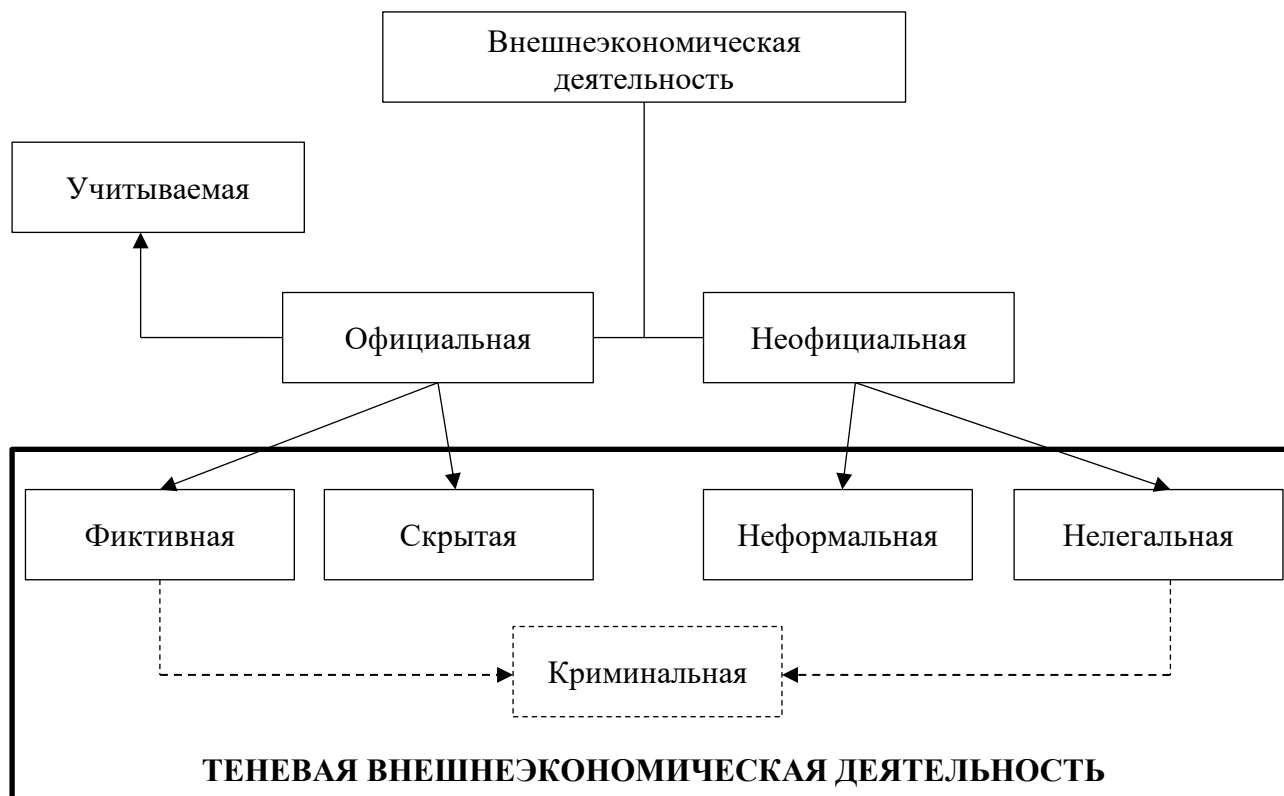 Внешнеэкономическая
деятельность
Учитываемая
Официальная
Неофициальная
Фиктивная
Скрытая
Неформальная
Нелегальная
Криминальная
ТЕНЕВАЯ ВНЕШНЕЭКОНОМИЧЕСКАЯ ДЕЯТЕЛЬНОСТЬ